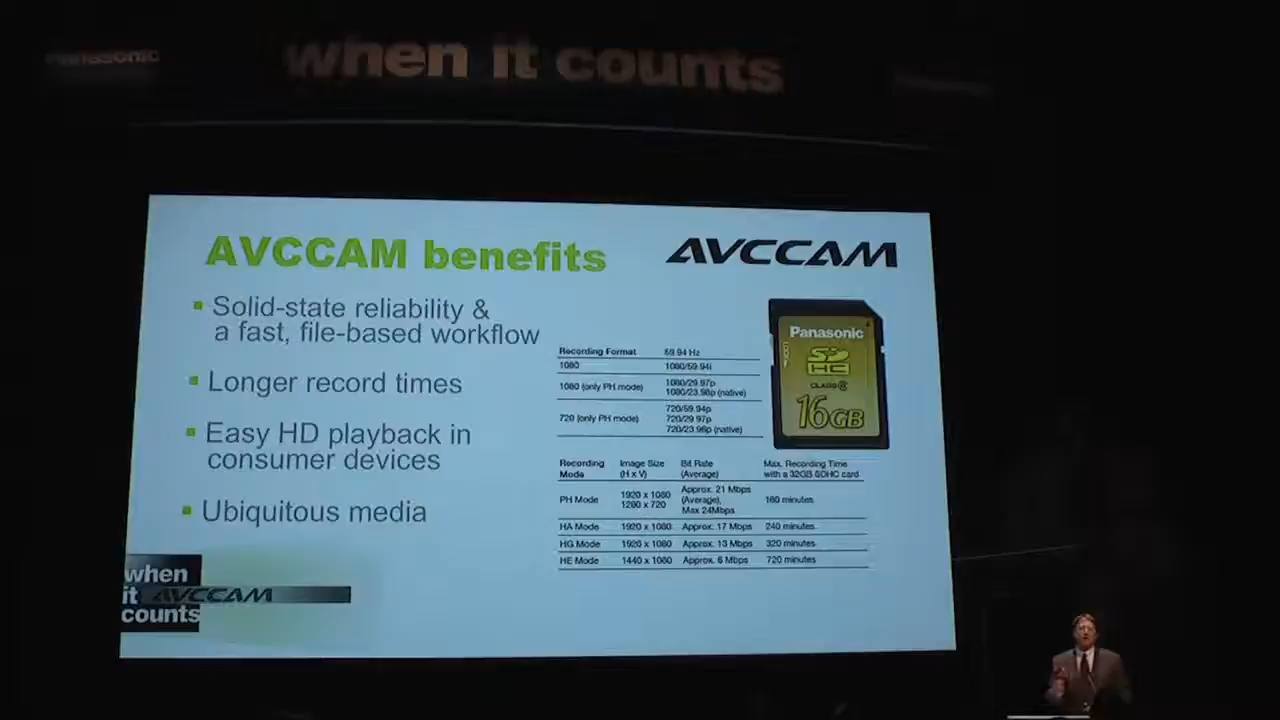 Panasonic
when it counts
AVCCAM benefits
AVCCAM
Solid-state reliability &
a fast, file-based workflow
Longer record times
Easy HD playback in
consumer devices
Ubiquitous media
Panasonic
SD
HC
CLASS 6
16GB
Recording Format 59.94 Hz
1080 1080/59.94i
1080 (only PH mode) 1080/29.97p
1080/23.98p (native)
720 (only PH mode) 720/59.94p
720/29.97p
720/23.98p (native)
Recording Mode Image Size (H x V) Bit Rate (Average) Max. Recording Time with a 32GB SDHC card
PH Mode 1920 x 1080 1280 x 720 Approx. 21 Mbps (Average), Max 24Mbps 160 minutes
HA Mode 1920 x 1080 Approx. 17 Mbps 240 minutes
HG Mode 1920 x 1080 Approx. 13 Mbps 320 minutes
HE Mode 1440 x 1080 Approx. 6 Mbps 720 minutes
when
it AVCCAM
counts